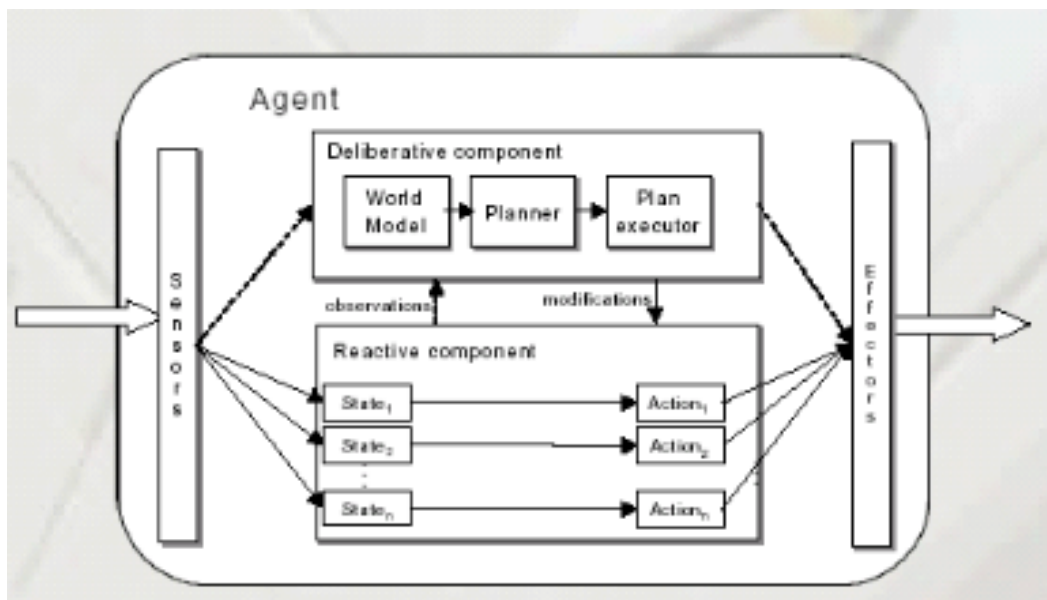 Agent
Deliberative component
World
Model
Planner
Plan
executor
Sensors
observations
modifications
Effectors
Reactive component
State₁
Action₁
State₂
Action₂
⋮
⋮
Stateₙ
Actionₙ